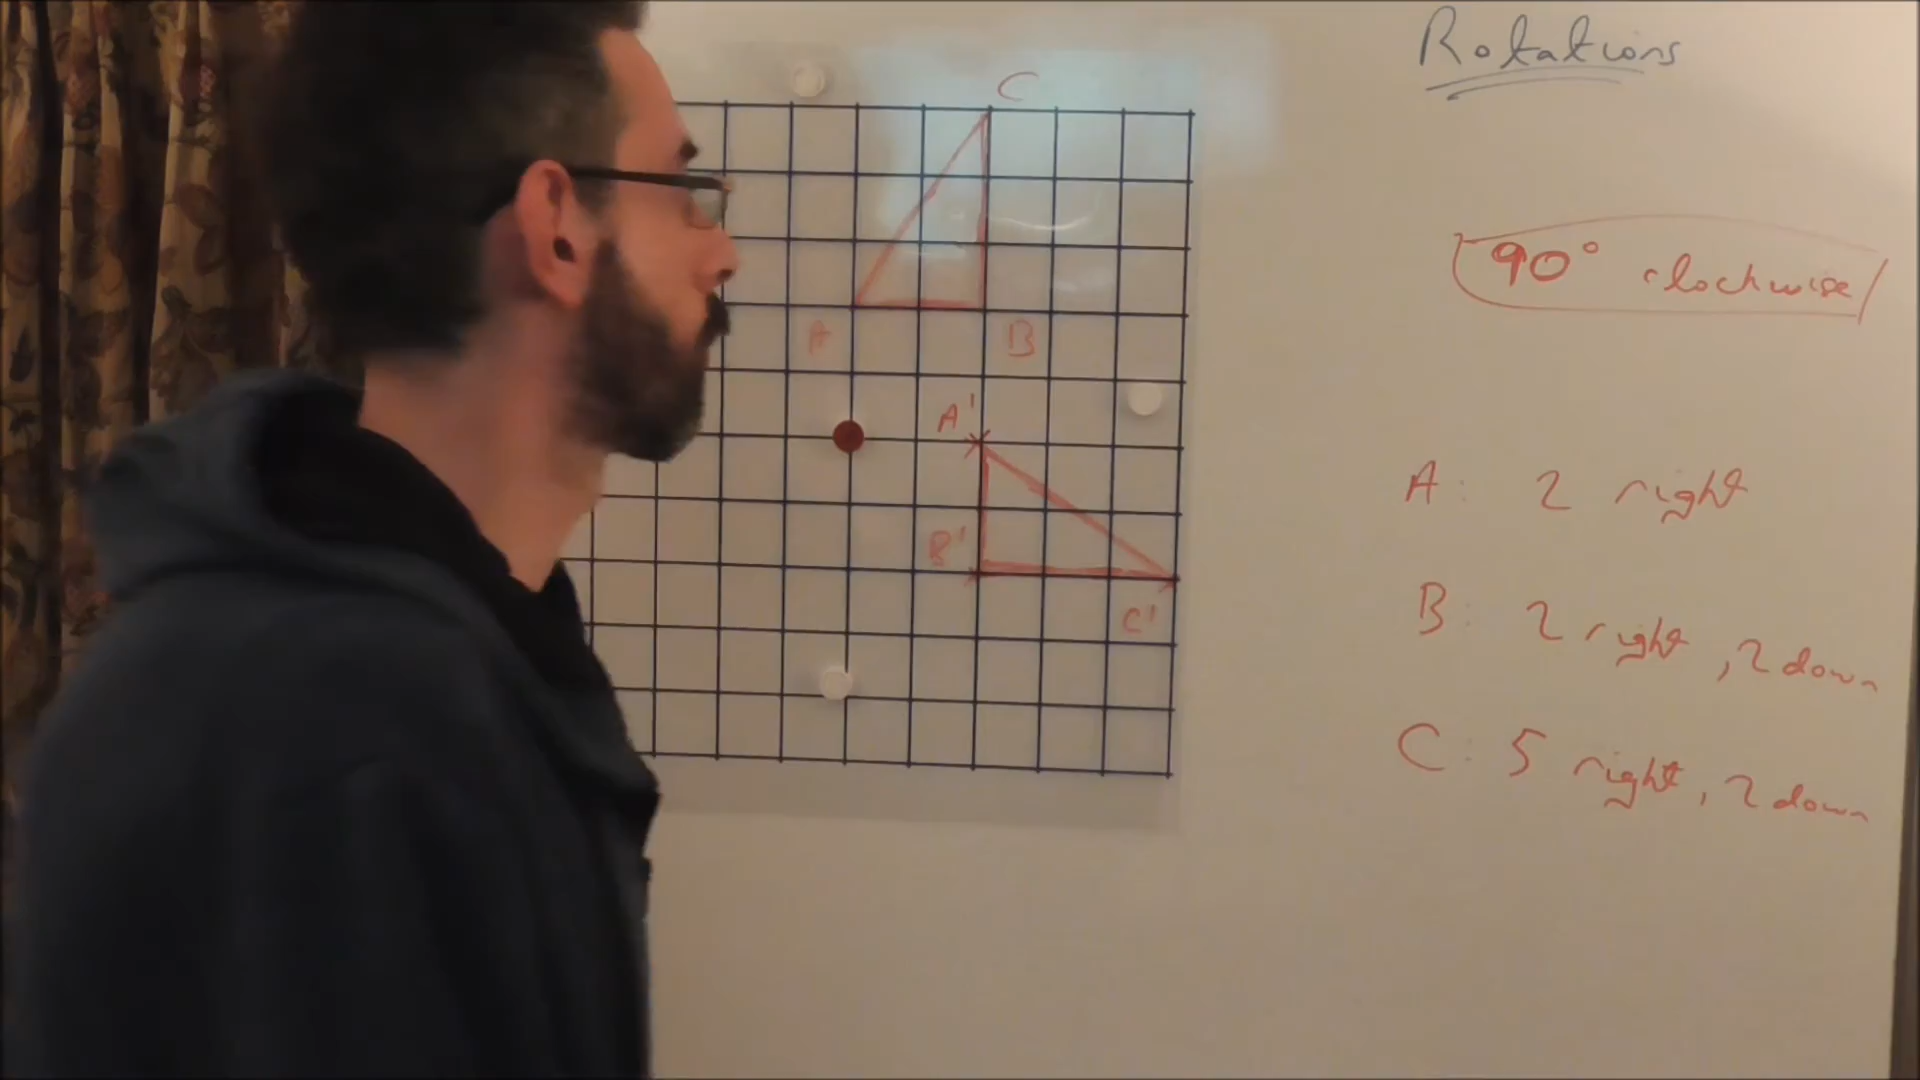 Rotations
C
90° clockwise
A
B
A'
A: 2 right
B'
B: 2 right, 2 down
C'
C: 5 right, 2 down